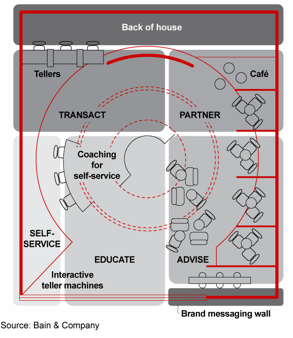 Back of house
Tellers
Café
TRANSACT
PARTNER
Coaching for
self-service
SELF-
SERVICE
EDUCATE
ADVISE
Interactive
teller machines
Brand messaging wall
Source: Bain & Company